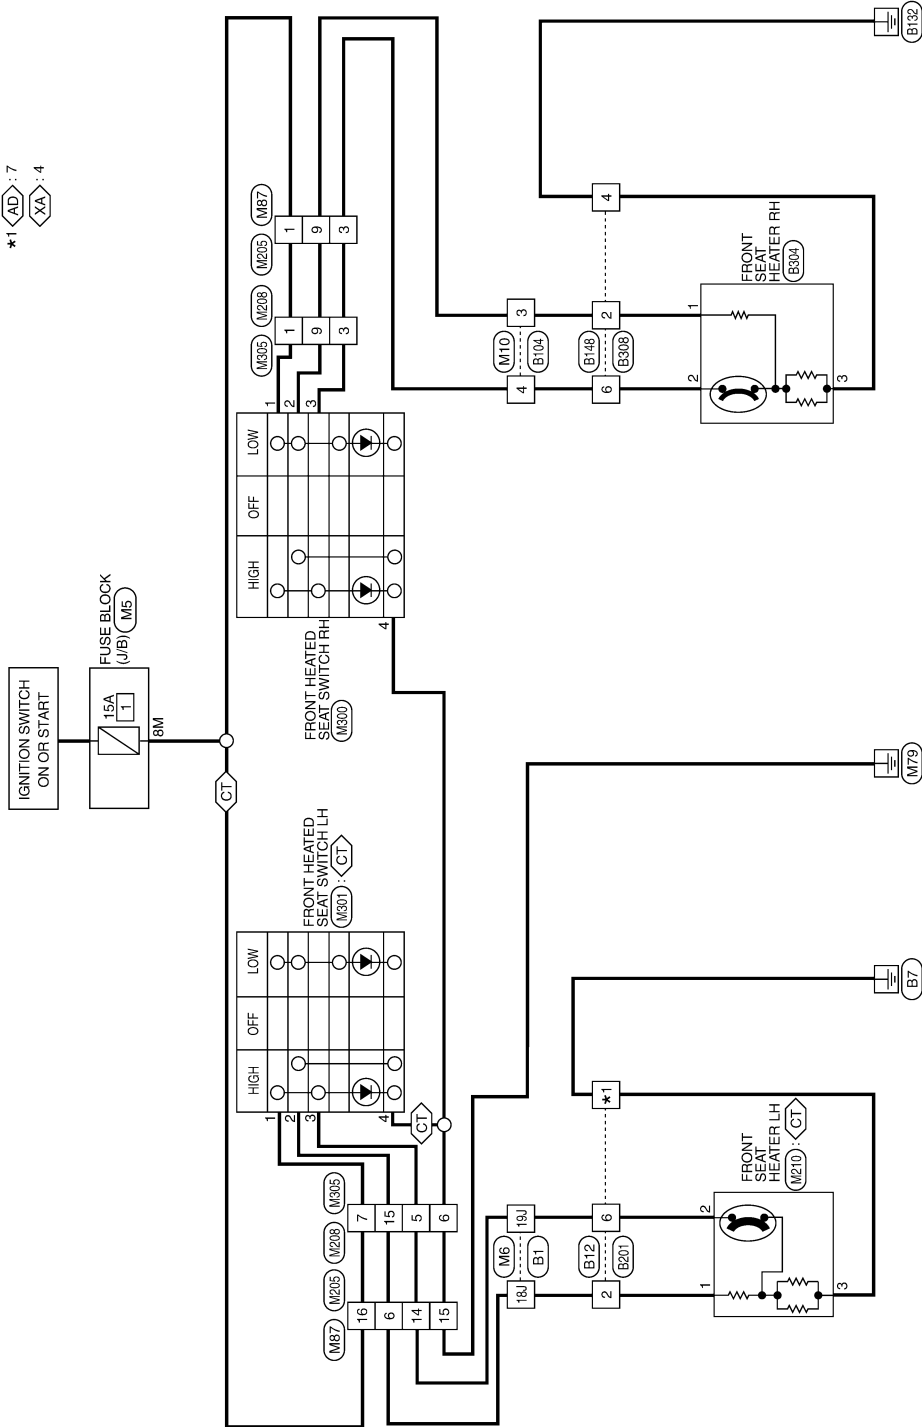 IGNITION SWITCH
ON OR START
*1 AD : 7
XA : 4
FUSE BLOCK
(J/B) M5
15A
1
8M
CT
HIGH OFF LOW
1
2
3
4
FRONT HEATED
SEAT SWITCH LH
M301 : CT
CT
HIGH OFF LOW
1
2
3
4
FRONT HEATED
SEAT SWITCH RH
M300
M87 M205 M208 M305
16 7
6 15
14 5
15 6
M305 M208 M205 M87
1 1
9 9
3 3
18J M6 B1 19J
2 B12 B201 6 *1
1 2
3
FRONT
SEAT
HEATER LH
M210 : CT
4 M10 B104 3
6 B148 B308 2 4
2 1
3
FRONT
SEAT
HEATER RH
B304
B7
M79
B132